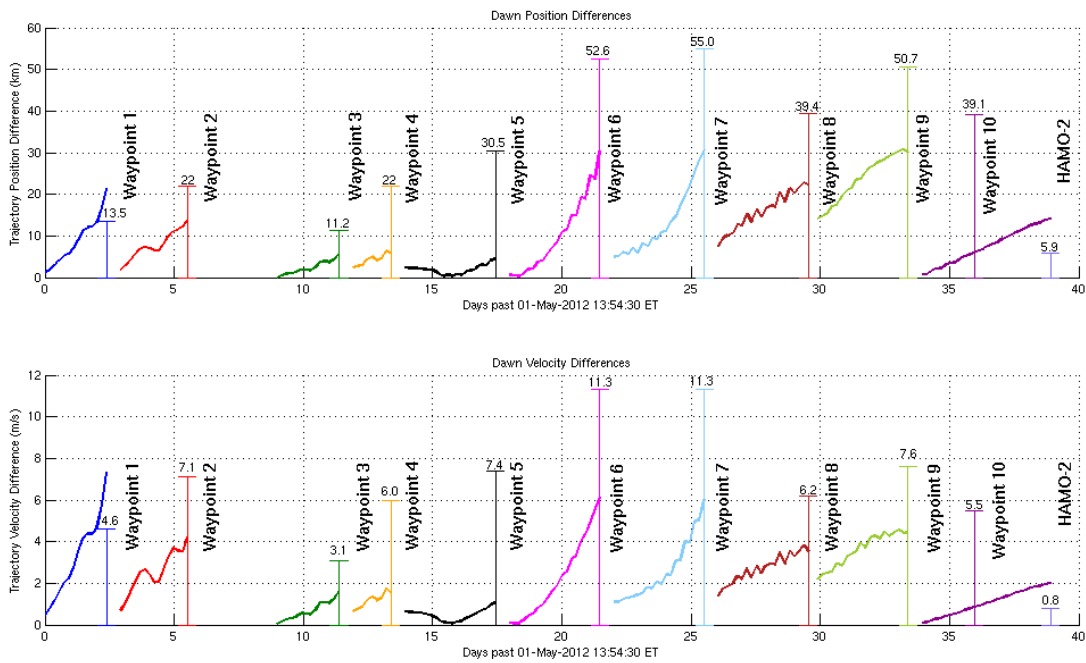 Dawn Position Differences
Trajectory Position Difference (km)
60
50
40
30
20
10
0
13.5
22
11.2
22
30.5
52.6
55.0
39.4
50.7
39.1
5.9
Waypoint 1
Waypoint 2
Waypoint 3
Waypoint 4
Waypoint 5
Waypoint 6
Waypoint 7
Waypoint 8
Waypoint 9
Waypoint 10
HAMO-2
0 5 10 15 20 25 30 35 40
Days past 01-May-2012 13:54:30 ET
Dawn Velocity Differences
Trajectory Velocity Difference (m/s)
12
10
8
6
4
2
0
4.6
7.1
3.1
6.0
7.4
11.3
11.3
6.2
7.6
5.5
0.8
Waypoint 1
Waypoint 2
Waypoint 3
Waypoint 4
Waypoint 5
Waypoint 6
Waypoint 7
Waypoint 8
Waypoint 9
Waypoint 10
HAMO-2
0 5 10 15 20 25 30 35 40
Days past 01-May-2012 13:54:30 ET